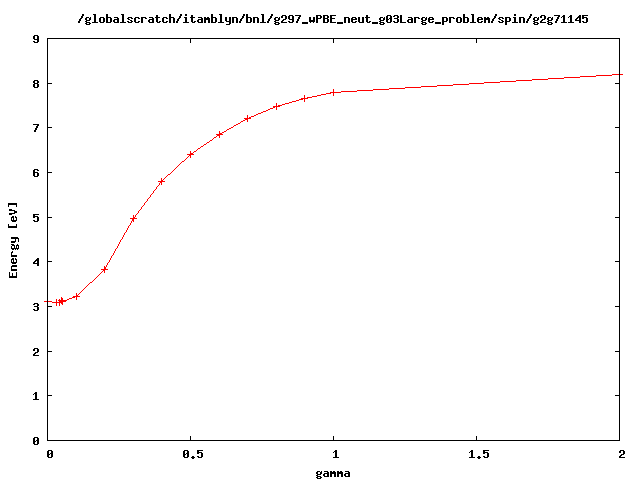 /globalscratch/itamblyn/bnl/g297_wPBE_neut_g03Large_problem/spin/g2g71145
9
8
7
6
5
4
3
2
1
0
Energy [eV]
0 0.5 1 1.5 2
gamma